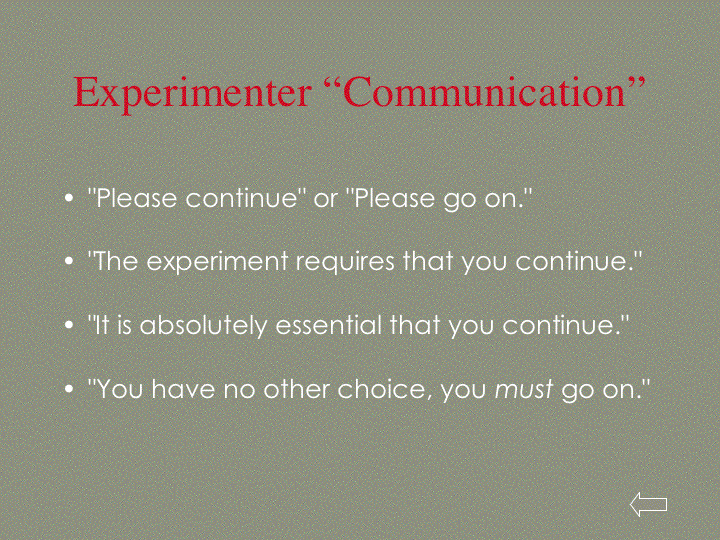 Experimenter “Communication”
• "Please continue" or "Please go on."
• "The experiment requires that you continue."
• "It is absolutely essential that you continue."
• "You have no other choice, you must go on."